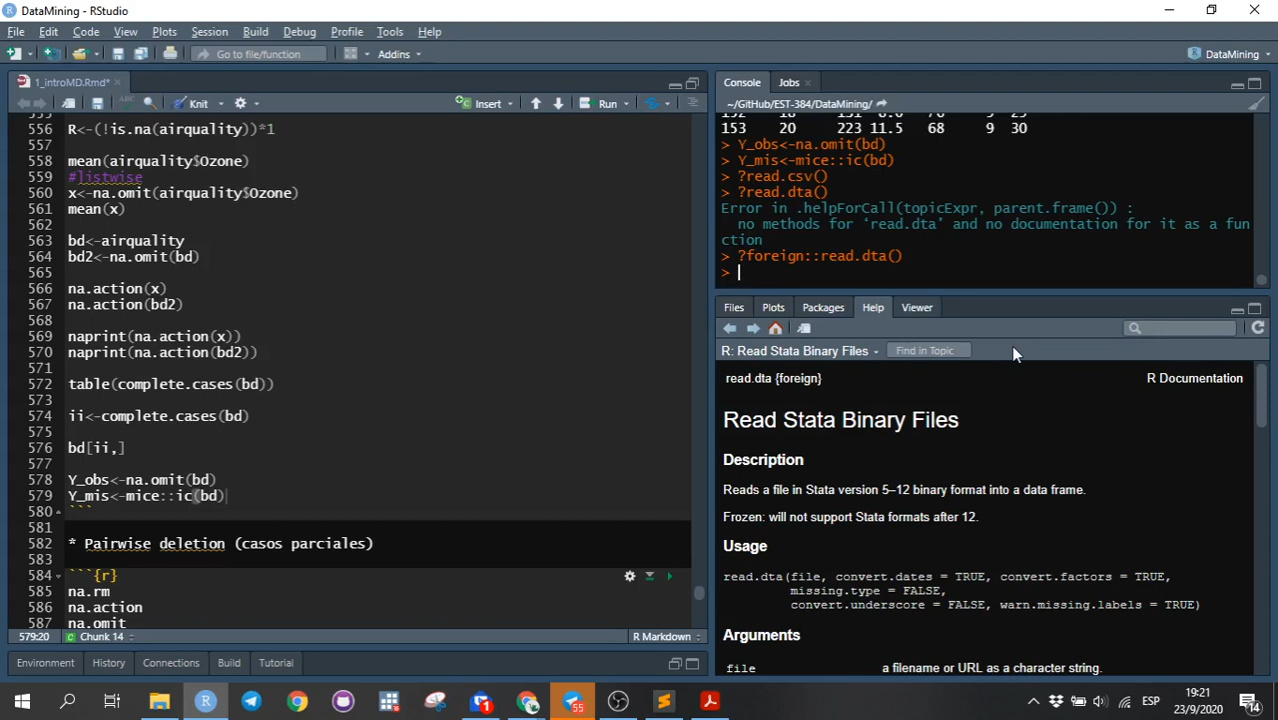 DataMining - RStudio
File Edit Code View Plots Session Build Debug Profile Tools Help
Go to file/function Addins DataMining
1_introMD.Rmd*
Knit Insert Run
556 R<-(!is.na(airquality))*1
557
558 mean(airquality$Ozone)
559 #listwise
560 x<-na.omit(airquality$Ozone)
561 mean(x)
562
563 bd<-airquality
564 bd2<-na.omit(bd)
565
566 na.action(x)
567 na.action(bd2)
568
569 naprint(na.action(x))
570 naprint(na.action(bd2))
571
572 table(complete.cases(bd))
573
574 ii<-complete.cases(bd)
575
576 bd[ii,]
577
578 Y_obs<-na.omit(bd)
579 Y_mis<-mice::ic(bd)
580 ```
581
582 * Pairwise deletion (casos parciales)
583
584 ```{r}
585 na.rm
586 na.action
587 na.omit
579:20 Chunk 14 R Markdown
Environment History Connections Build Tutorial
Console Jobs
~/GitHub/EST-384/DataMining/
153 20 223 11.5 68 9 30
> Y_obs<-na.omit(bd)
> Y_mis<-mice::ic(bd)
> ?read.csv()
> ?read.dta()
Error in .helpForCall(topicExpr, parent.frame()) :
no methods for ‘read.dta’ and no documentation for it as a fun
ction
> ?foreign::read.dta()
>
Files Plots Packages Help Viewer
R: Read Stata Binary Files Find in Topic
read.dta {foreign} R Documentation
Read Stata Binary Files
Description
Reads a file in Stata version 5–12 binary format into a data frame.
Frozen: will not support Stata formats after 12.
Usage
read.dta(file, convert.dates = TRUE, convert.factors = TRUE,
missing.type = FALSE,
convert.underscore = FALSE, warn.missing.labels = TRUE)
Arguments
file a filename or URL as a character string.
55
ESP
19:21
23/9/2020
14